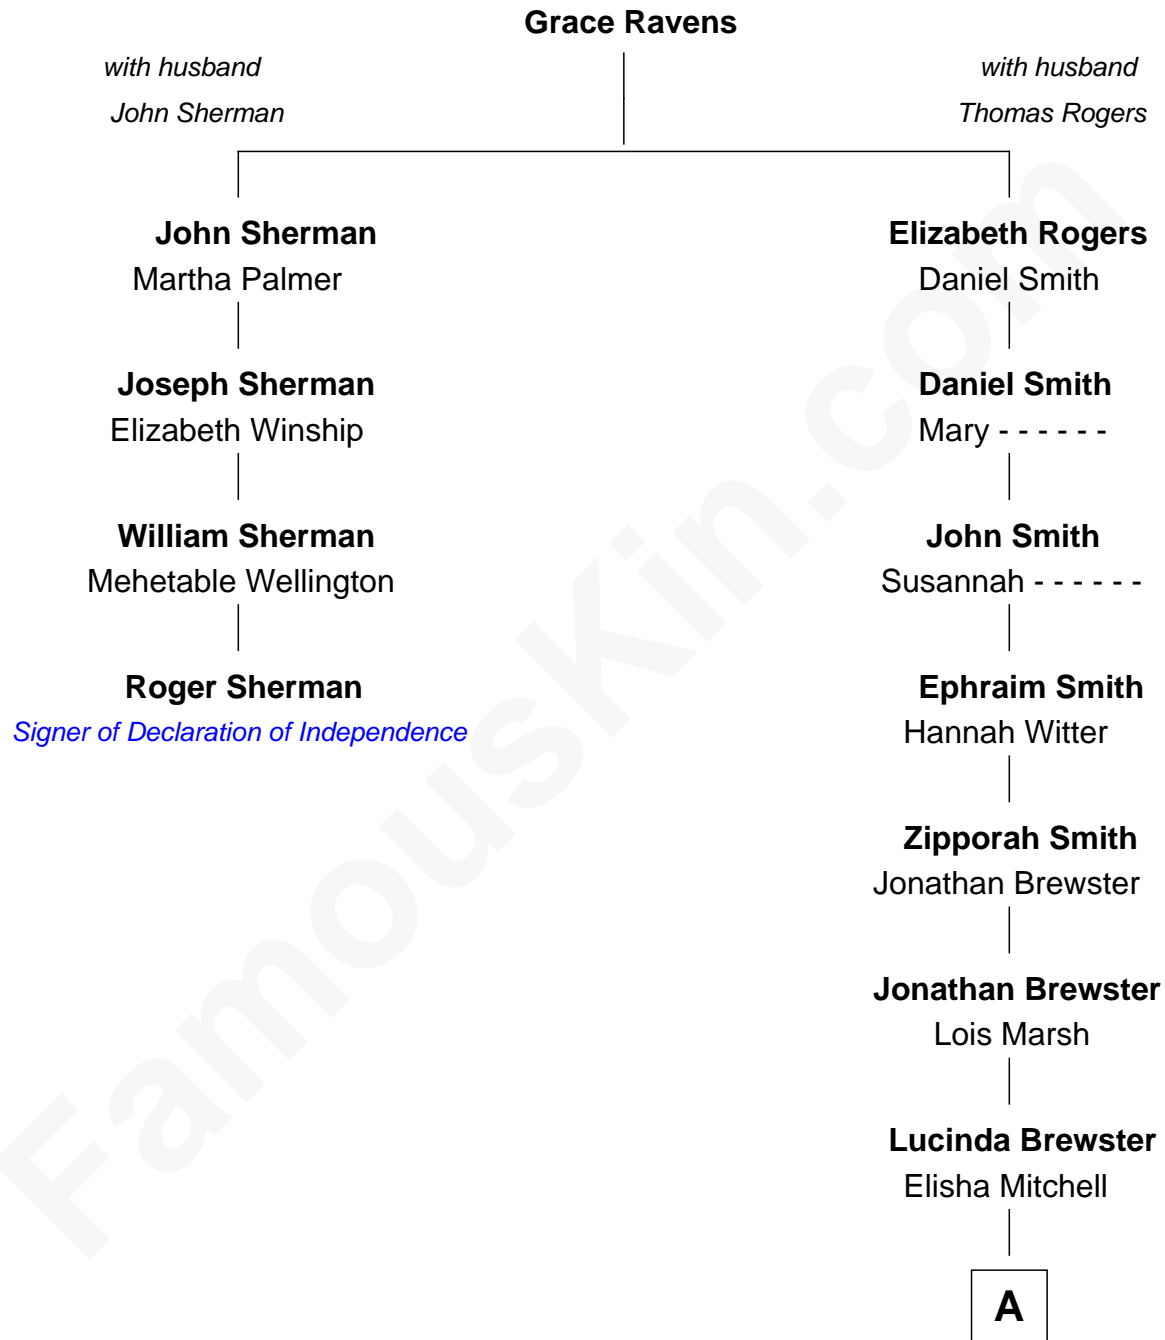 Grace Ravens
with husband
John Sherman
with husband
Thomas Rogers
John Sherman
Martha Palmer
Elizabeth Rogers
Daniel Smith
Joseph Sherman
Elizabeth Winship
Daniel Smith
Mary - - - - - -
William Sherman
Mehetable Wellington
John Smith
Susannah - - - - - -
Roger Sherman
Signer of Declaration of Independence
Ephraim Smith
Hannah Witter
Zipporah Smith
Jonathan Brewster
Jonathan Brewster
Lois Marsh
Lucinda Brewster
Elisha Mitchell
A
FamousKin.com